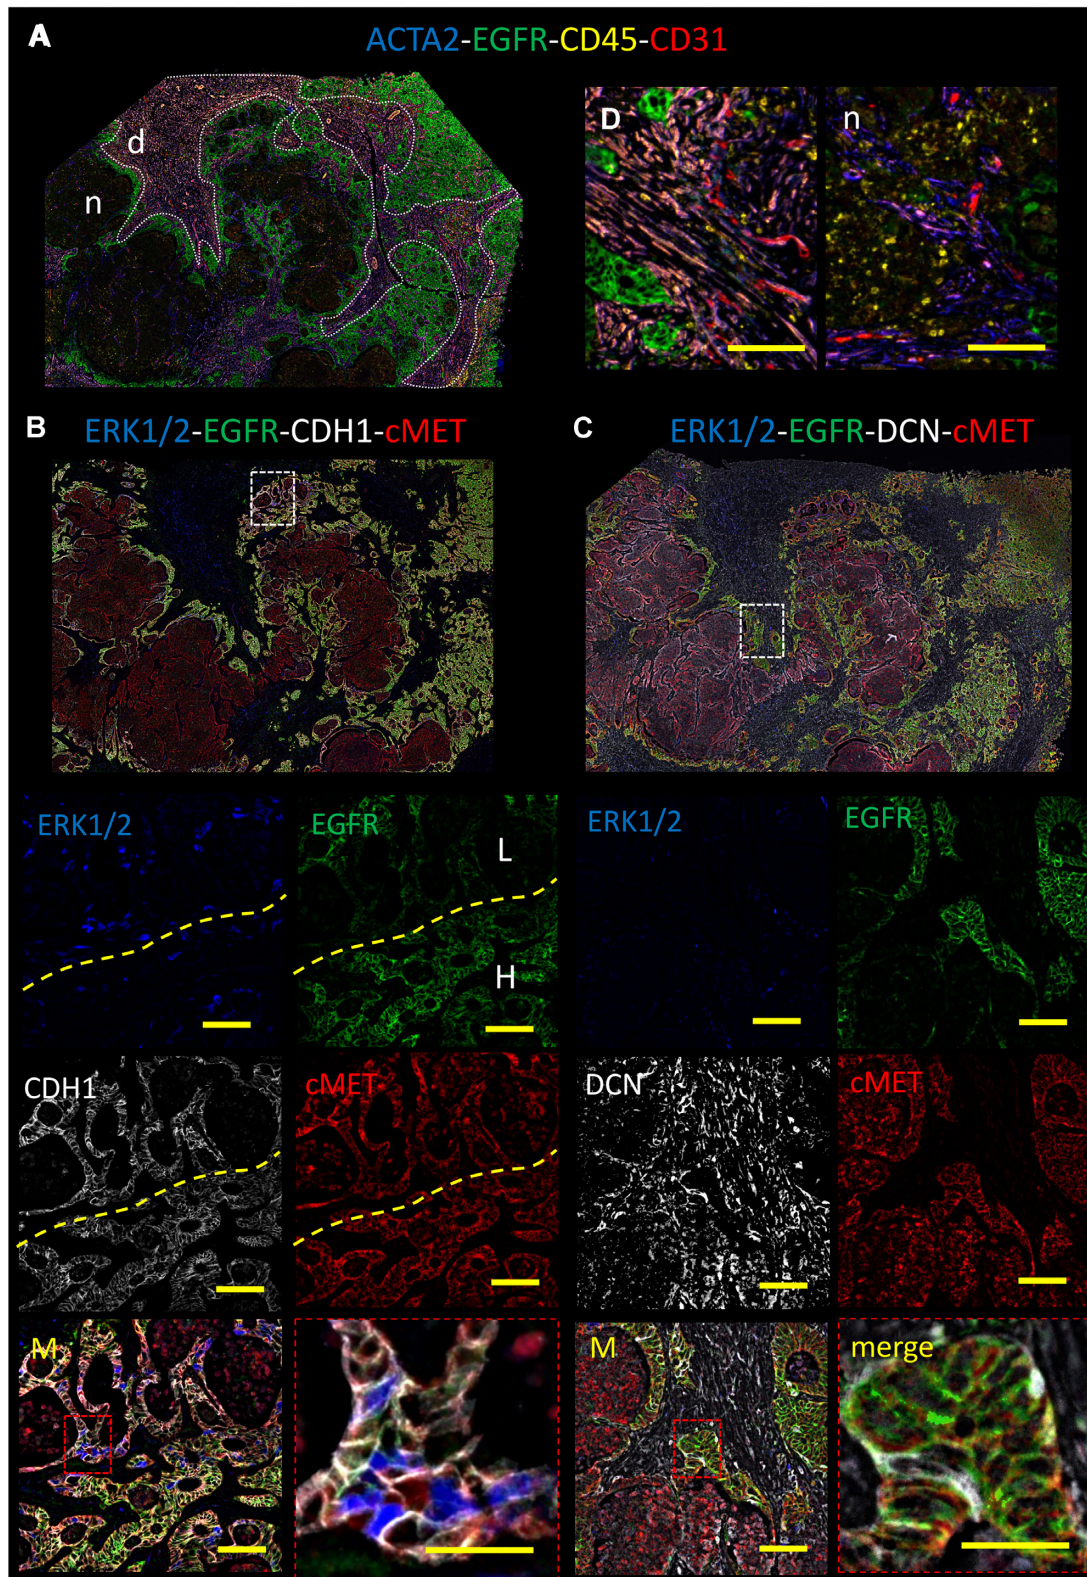 A ACTA2-EGFR-CD45-CD31
d
n
D
n
B ERK1/2-EGFR-CDH1-cMET
C ERK1/2-EGFR-DCN-cMET
ERK1/2
EGFR
L
H
ERK1/2
EGFR
CDH1
cMET
DCN
cMET
M
M
merge